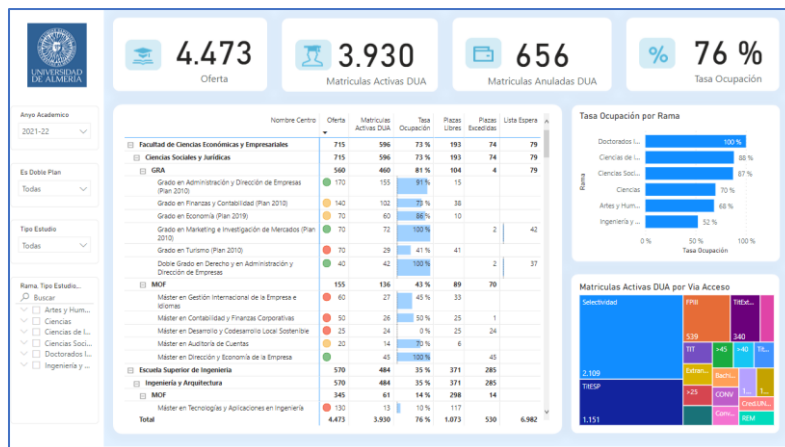 UNIVERSIDAD
DE ALMERÍA
4.473
Oferta
3.930
Matriculas Activas DUA
656
Matriculas Anuladas DUA
%
76 %
Tasa Ocupación
Anyo Academico
2021-22
Es Doble Plan
Todas
Tipo Estudio
Todas
Rama. Tipo Estudio...
Buscar
Artes y Hum...
Ciencias
Ciencias de l...
Ciencias Soci...
Doctorados l...
Ingeniería y ...
Nombre Centro Oferta Matriculas Activas DUA Tasa Ocupación Plazas Libres Plazas Excedidas Lista Espera
Facultad de Ciencias Económicas y Empresariales 715 596 73 % 193 74 79
Ciencias Sociales y Jurídicas 715 596 73 % 193 74 79
GRA 560 460 81 % 104 4 79
Grado en Administración y Dirección de Empresas (Plan 2010) 170 155 91 % 15
Grado en Finanzas y Contabilidad (Plan 2010) 140 102 73 % 38
Grado en Economía (Plan 2019) 70 60 86 % 10
Grado en Marketing e Investigación de Mercados (Plan 2010) 70 72 100 % 2 42
Grado en Turismo (Plan 2010) 70 29 41 % 41
Doble Grado en Derecho y en Administración y Dirección de Empresas 40 42 100 % 2 37
MOF 155 136 43 % 89 70
Máster en Gestión Internacional de la Empresa e Idiomas 60 27 45 % 33
Máster en Contabilidad y Finanzas Corporativas 50 26 50 % 25 1
Máster en Desarrollo y Codesarrollo Local Sostenible 25 24 0 % 25 24
Máster en Auditoría de Cuentas 20 14 70 % 6
Máster en Dirección y Economía de la Empresa 45 100 % 45
Escuela Superior de Ingeniería 570 484 35 % 371 285
Ingeniería y Arquitectura 570 484 35 % 371 285
MOF 345 61 14 % 298 14
Máster en Tecnologías y Aplicaciones en Ingeniería 130 13 10 % 117
Total 4.473 3.930 76 % 1.073 530 6.982
Tasa Ocupación por Rama
Rama
Doctorados l... 100 %
Ciencias de l... 88 %
Ciencias Soci... 87 %
Ciencias 70 %
Artes y Hum... 68 %
Ingeniería y ... 52 %
0 % 50 % 100 %
Tasa Ocupación
Matriculas Activas DUA por Via Acceso
Selectividad
2.109
TitESP
1.151
FPIII
539
TitExt...
340
TIT
>45
>40
Tit...
Extran...
Bachi...
1...
1...
>25
CONV
Cred.UN...
Conv...
REM